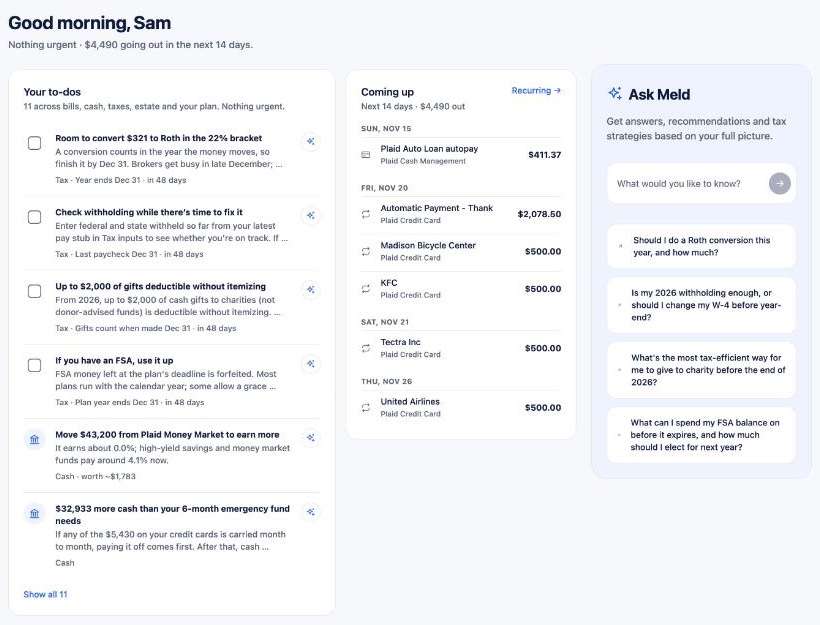 Good morning, Sam
Nothing urgent · $4,490 going out in the next 14 days.
Your to-dos
11 across bills, cash, taxes, estate and your plan. Nothing urgent.
Room to convert $321 to Roth in the 22% bracket
A conversion counts in the year the money moves, so
finish it by Dec 31. Brokers get busy in late December; ...
Tax · Year ends Dec 31 · in 48 days
Check withholding while there's time to fix it
Enter federal and state withheld so far from your latest
pay stub in Tax inputs to see whether you're on track. If ...
Tax · Last paycheck Dec 31 · in 48 days
Up to $2,000 of gifts deductible without itemizing
From 2026, up to $2,000 of cash gifts to charities (not
donor-advised funds) is deductible without itemizing. ...
Tax · Gifts count when made Dec 31 · in 48 days
If you have an FSA, use it up
FSA money left at the plan's deadline is forfeited. Most
plans run with the calendar year; some allow a grace ...
Tax · Plan year ends Dec 31 · in 48 days
Move $43,200 from Plaid Money Market to earn more
It earns about 0.0%; high-yield savings and money market
funds pay around 4.1% now.
Cash · worth ~$1,783
$32,933 more cash than your 6-month emergency fund
needs
If any of the $5,430 on your credit cards is carried month
to month, paying it off comes first. After that, cash ...
Cash
Show all 11
Coming up
Recurring →
Next 14 days · $4,490 out
SUN, NOV 15
Plaid Auto Loan autopay
Plaid Cash Management
$411.37
FRI, NOV 20
Automatic Payment - Thank
Plaid Credit Card
$2,078.50
Madison Bicycle Center
Plaid Credit Card
$500.00
KFC
Plaid Credit Card
$500.00
SAT, NOV 21
Tectra Inc
Plaid Credit Card
$500.00
THU, NOV 26
United Airlines
Plaid Credit Card
$500.00
Ask Meld
Get answers, recommendations and tax
strategies based on your full picture.
What would you like to know?
Should I do a Roth conversion this
year, and how much?
Is my 2026 withholding enough, or
should I change my W-4 before year-
end?
What's the most tax-efficient way for
me to give to charity before the end of
2026?
What can I spend my FSA balance on
before it expires, and how much
should I elect for next year?